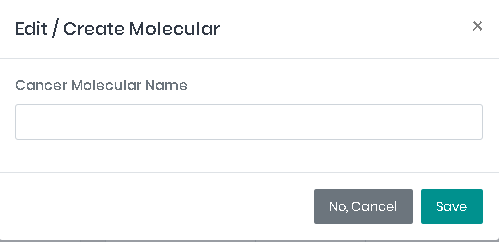 Edit / Create Molecular
×
Cancer Molecular Name
No, Cancel
Save